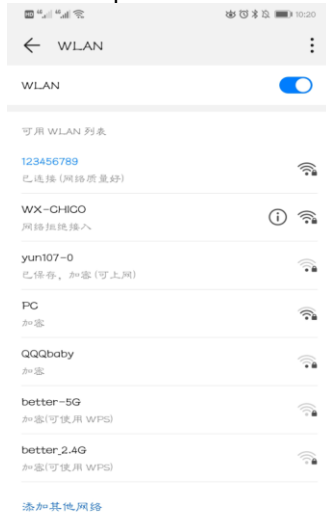 HD 4G 4G 10:20
WLAN
WLAN
可用 WLAN 列表
123456789
已连接 (网络质量好)
WX-CHICO
网络拒绝接入
yun107-0
已保存，加密 (可上网)
PC
加密
QQQbaby
加密
better-5G
加密(可使用 WPS)
better_2.4G
加密(可使用 WPS)
添加其他网络